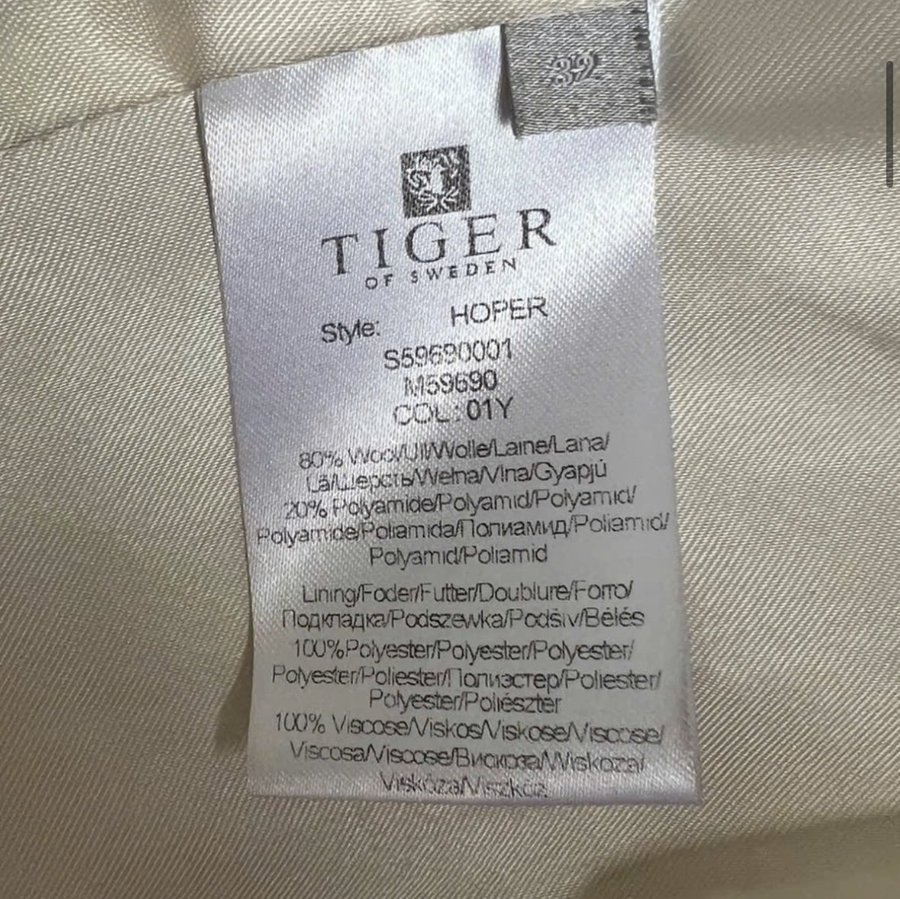 32
TIGER
OF SWEDEN
Style: HOPER
S59690001
M59690
COL: 01Y
80% Wool/Ull/Wolle/Laine/Lana/
Lã/Шерсть/Wełna/Vlna/Gyapjú
20% Polyamide/Polyamid/Polyamid/
Polyamide/Poliamida/Полиамид/Poliamid/
Polyamid/Poliamid
Lining/Foder/Futter/Doublure/Forro/
Подкладка/Podszewka/Podšiv/Bélés
100%Polyester/Polyester/Polyester/
Polyester/Poliester/Полиэстер/Poliester/
Polyester/Poliészter
100% Viscose/Viskos/Viskose/Viscose/
Viscosa/Viscose/Вискоза/Wiskoza/
Viskóza/Viszkóz